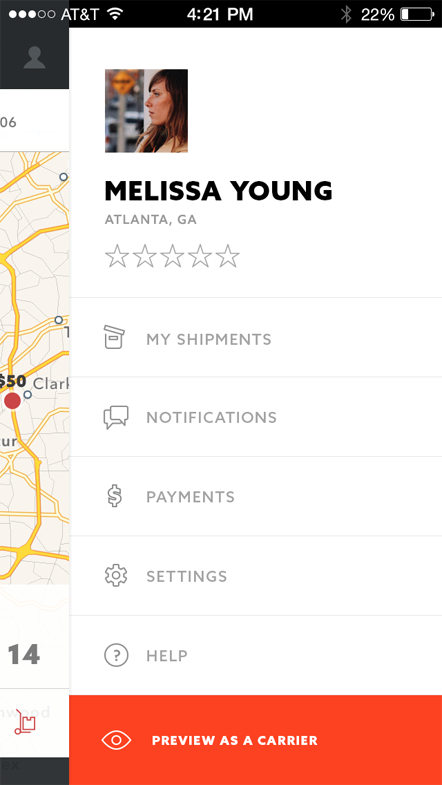 AT&T 4:21 PM 22%
06
MELISSA YOUNG
ATLANTA, GA
MY SHIPMENTS
$50 Clark
NOTIFICATIONS
PAYMENTS
SETTINGS
14
HELP
PREVIEW AS A CARRIER